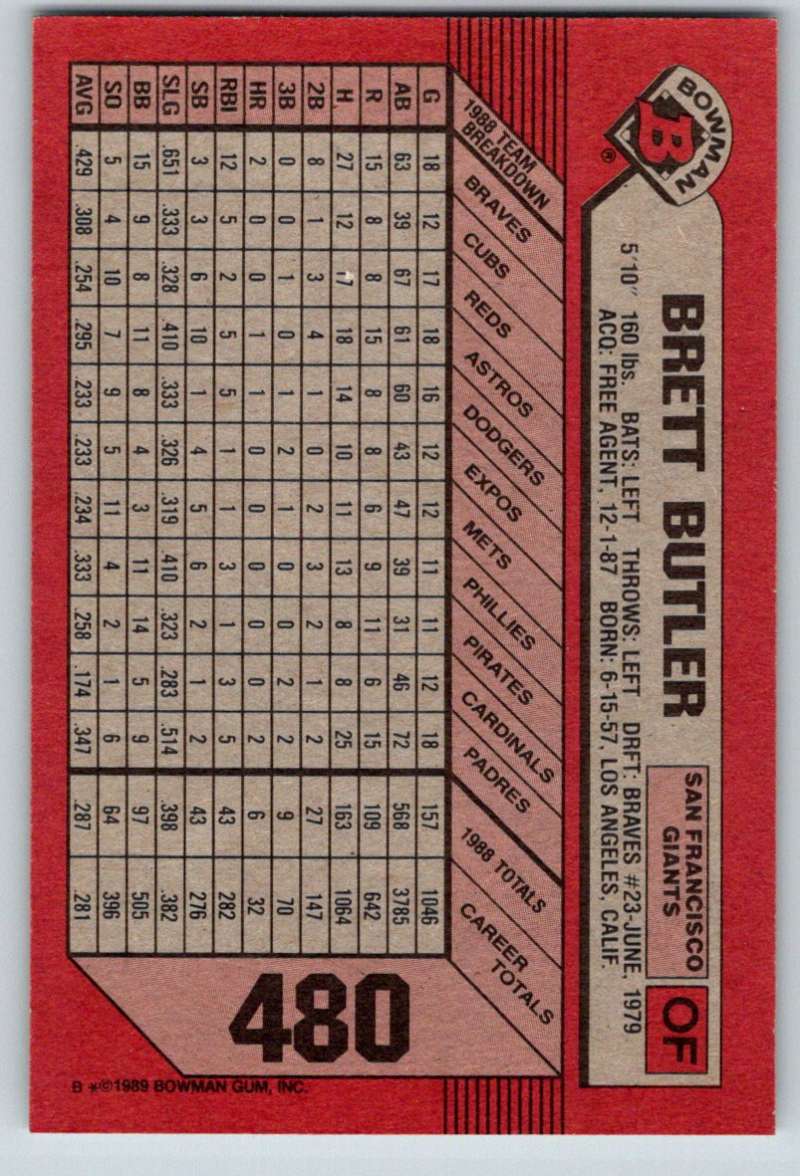 BOWMAN
B
®
BRETT BUTLER
SAN FRANCISCO
GIANTS
OF
5'10" 160 lbs. BATS: LEFT THROWS: LEFT DRFT: BRAVES #23-JUNE, 1979
ACQ: FREE AGENT, 12-1-87 BORN: 6-15-57, LOS ANGELES, CALIF.
1988 TEAM
BREAKDOWN
BRAVES
CUBS
REDS
ASTROS
DODGERS
EXPOS
METS
PHILLIES
PIRATES
CARDINALS
PADRES
1988 TOTALS
CAREER
TOTALS
G 18 12 17 18 16 12 12 11 11 12 18 157 1046
AB 63 39 67 61 60 43 47 39 31 46 72 568 3785
R 15 8 8 15 8 8 6 9 11 6 15 109 642
H 27 12 17 18 14 10 11 13 8 8 25 163 1064
2B 8 1 3 4 1 0 2 3 2 1 2 27 147
3B 0 0 1 0 1 2 1 0 0 2 2 9 70
HR 2 0 0 1 1 0 0 0 0 0 2 6 32
RBI 12 5 2 5 5 1 1 3 1 3 5 43 282
SB 3 3 6 10 1 4 5 6 2 1 2 43 276
SLG .651 .333 .328 .410 .333 .326 .319 .410 .323 .283 .514 .398 .382
BB 15 9 8 11 8 4 3 11 14 5 9 97 505
SO 5 4 10 7 9 5 11 4 2 1 6 64 396
AVG .429 .308 .254 .295 .233 .233 .234 .333 .258 .174 .347 .287 .281
480
B *©1989 BOWMAN GUM, INC.